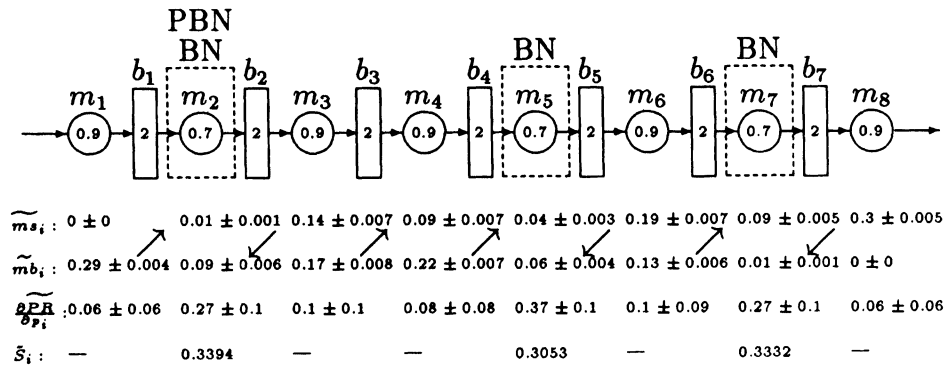 PBN
BN BN BN
b₁ b₂ b₃ b₄ b₅ b₆ b₇
m₁ m₂ m₃ m₄ m₅ m₆ m₇ m₈
0.9 2 0.7 2 0.9 2 0.9 2 0.7 2 0.9 2 0.7 2 0.9
m̃sᵢ : 0 ± 0 0.01 ± 0.001 0.14 ± 0.007 0.09 ± 0.007 0.04 ± 0.003 0.19 ± 0.007 0.09 ± 0.005 0.3 ± 0.005
m̃bᵢ : 0.29 ± 0.004 0.09 ± 0.006 0.17 ± 0.008 0.22 ± 0.007 0.06 ± 0.004 0.13 ± 0.006 0.01 ± 0.001 0 ± 0
∂P̃R/∂pᵢ : 0.06 ± 0.06 0.27 ± 0.1 0.1 ± 0.1 0.08 ± 0.08 0.37 ± 0.1 0.1 ± 0.09 0.27 ± 0.1 0.06 ± 0.06
S̃ᵢ : — 0.3394 — — 0.3053 — 0.3332 —